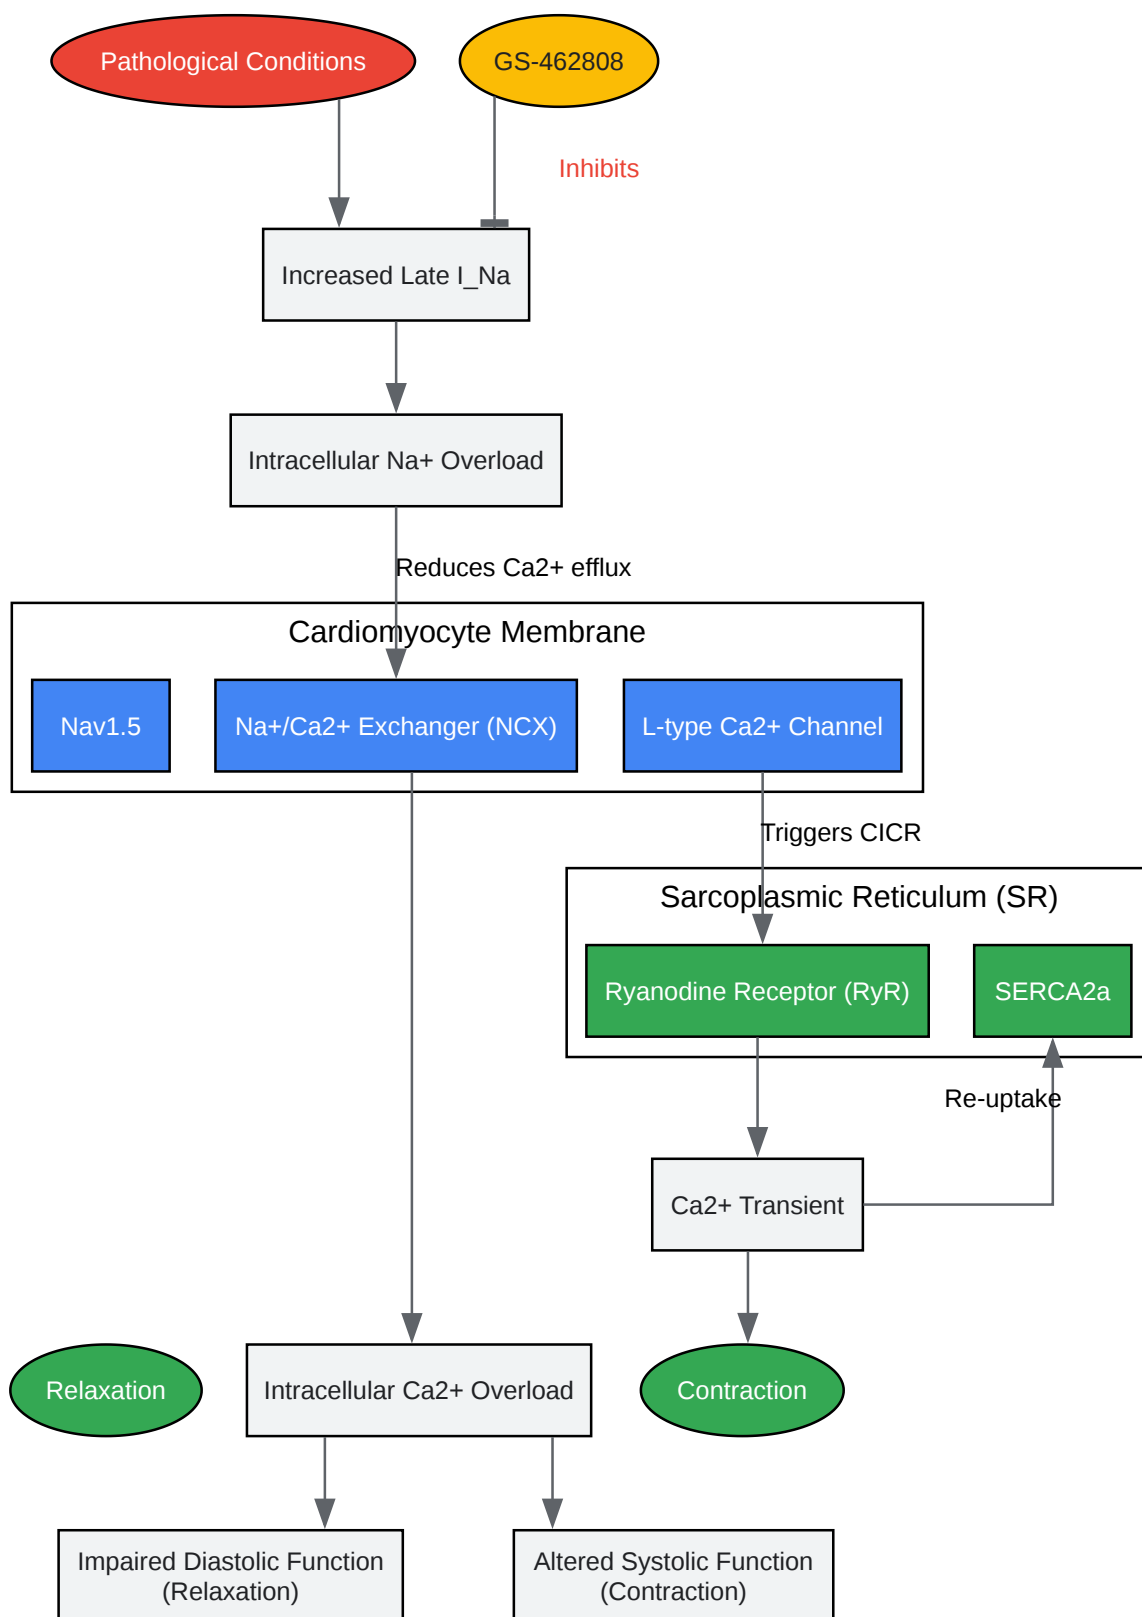 Pathological Conditions
GS-462808
Inhibits
Increased Late I_Na
Intracellular Na+ Overload
Reduces Ca2+ efflux
Cardiomyocyte Membrane
Nav1.5
Na+/Ca2+ Exchanger (NCX)
L-type Ca2+ Channel
Triggers CICR
Sarcoplasmic Reticulum (SR)
Ryanodine Receptor (RyR)
SERCA2a
Re-uptake
Ca2+ Transient
Relaxation
Intracellular Ca2+ Overload
Contraction
Impaired Diastolic Function
(Relaxation)
Altered Systolic Function
(Contraction)